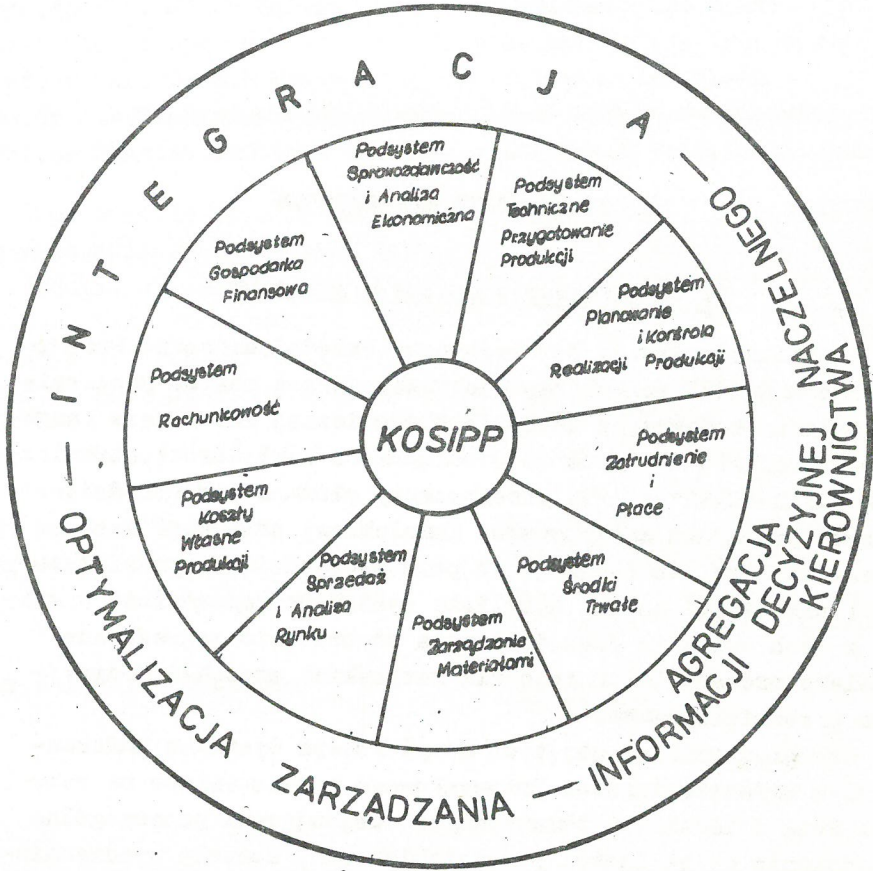 INTEGRACJA —
AGREGACJA
INFORMACJI DECYZYJNEJ NACZELNEGO —
KIEROWNICTWA
— OPTYMALIZACJA ZARZĄDZANIA —
Podsystem
Sprawozdawczość
i Analiza
Ekonomiczna
Podsystem
Techniczne
Przygotowanie
Produkcji
Podsystem
Planowanie
i Kontrola
Realizacji Produkcji
Podsystem
Zatrudnienie
i
Płace
Podsystem
Środki
Trwałe
Podsystem
Zarządzanie
Materiałami
Podsystem
Sprzedaż
i Analiza
Rynku
Podsystem
Koszty
Własne
Produkcji
Podsystem
Rachunkowość
Podsystem
Gospodarka
Finansowa
KOSIPP